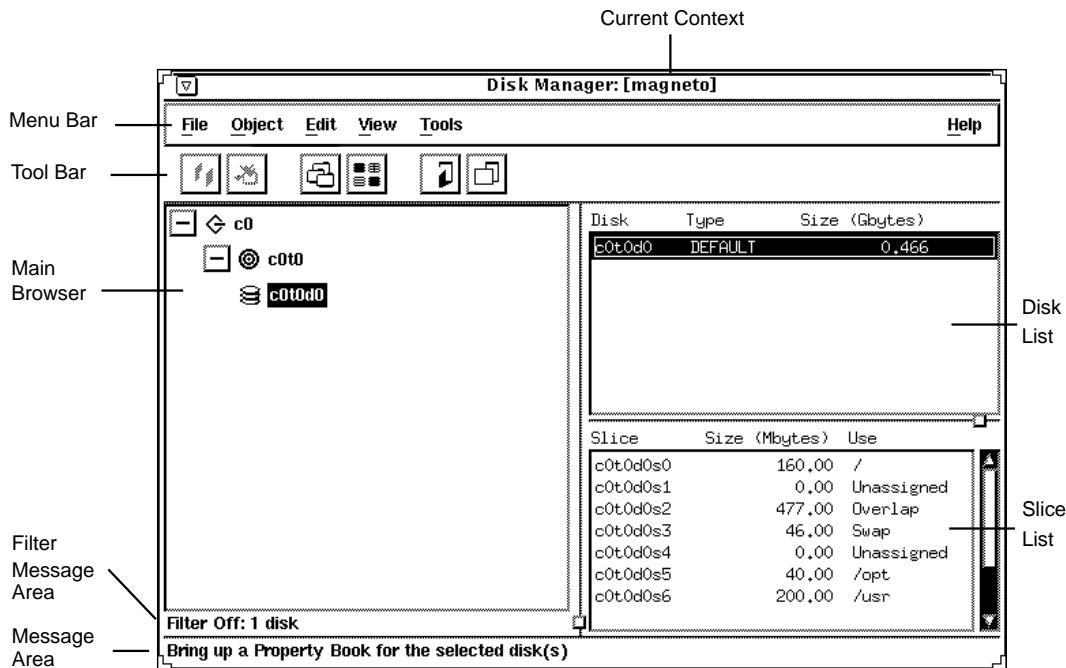 Current Context
Disk Manager: [magneto]
Menu Bar
File Object Edit View Tools Help
Tool Bar
c0
c0t0
c0t0d0
Main
Browser
Disk Type Size (Gbytes)
c0t0d0 DEFAULT 0.466
Disk
List
Slice Size (Mbytes) Use
c0t0d0s0 160.00 /
c0t0d0s1 0.00 Unassigned
c0t0d0s2 477.00 Overlap
c0t0d0s3 46.00 Swap
c0t0d0s4 0.00 Unassigned
c0t0d0s5 40.00 /opt
c0t0d0s6 200.00 /usr
Slice
List
Filter
Message
Area
Filter Off: 1 disk
Message
Area
Bring up a Property Book for the selected disk(s)